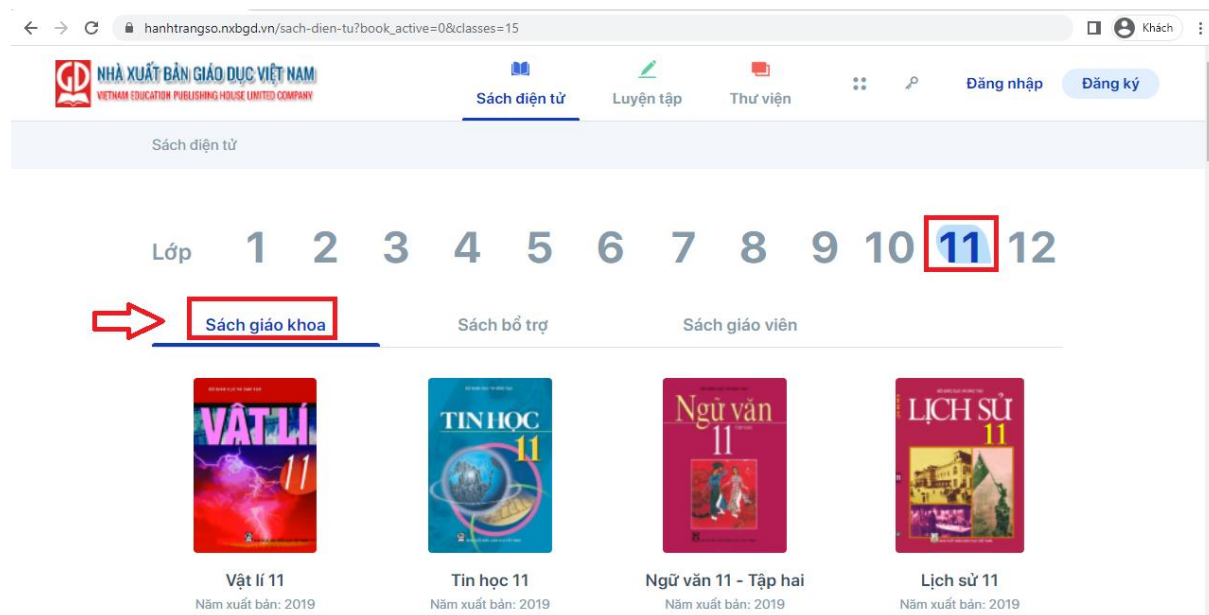 hanhtrangso.nxbgd.vn/sach-dien-tu?book_active=0&classes=15
Khách
GD NHÀ XUẤT BẢN GIÁO DỤC VIỆT NAM
VIETNAM EDUCATION PUBLISHING HOUSE LIMITED COMPANY
Sách điện tử Luyện tập Thư viện Đăng nhập Đăng ký
Sách điện tử
Lớp 1 2 3 4 5 6 7 8 9 10 11 12
Sách giáo khoa Sách bổ trợ Sách giáo viên
VẬT LÍ
11
TIN HỌC
11
Ngữ văn
11
LỊCH SỬ
11
Vật lí 11 Tin học 11 Ngữ văn 11 - Tập hai Lịch sử 11
Năm xuất bản: 2019 Năm xuất bản: 2019 Năm xuất bản: 2019 Năm xuất bản: 2019